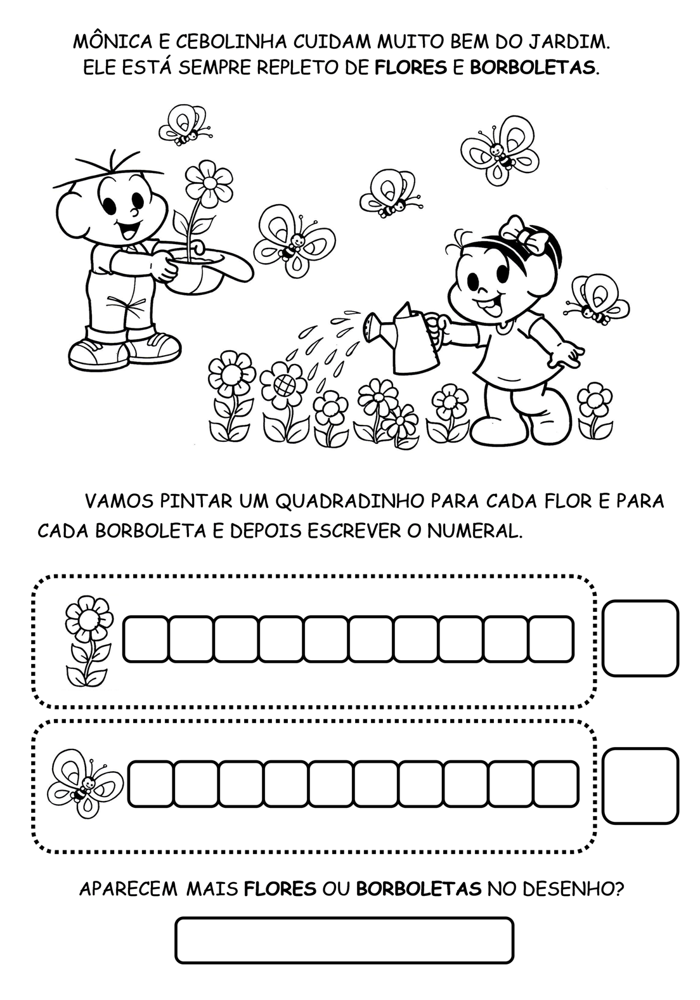 MÔNICA E CEBOLINHA CUIDAM MUITO BEM DO JARDIM.
ELE ESTÁ SEMPRE REPLETO DE FLORES E BORBOLETAS.
VAMOS PINTAR UM QUADRADINHO PARA CADA FLOR E PARA
CADA BORBOLETA E DEPOIS ESCREVER O NUMERAL.
APARECEM MAIS FLORES OU BORBOLETAS NO DESENHO?